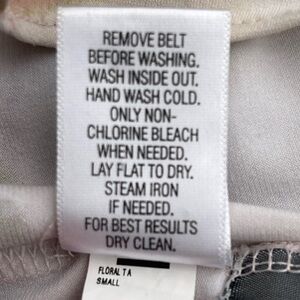 REMOVE BELT
BEFORE WASHING.
WASH INSIDE OUT.
HAND WASH COLD.
ONLY NON-
CHLORINE BLEACH
WHEN NEEDED.
LAY FLAT TO DRY.
STEAM IRON
IF NEEDED.
FOR BEST RESULTS
DRY CLEAN.
FLORAL TA
SMALL